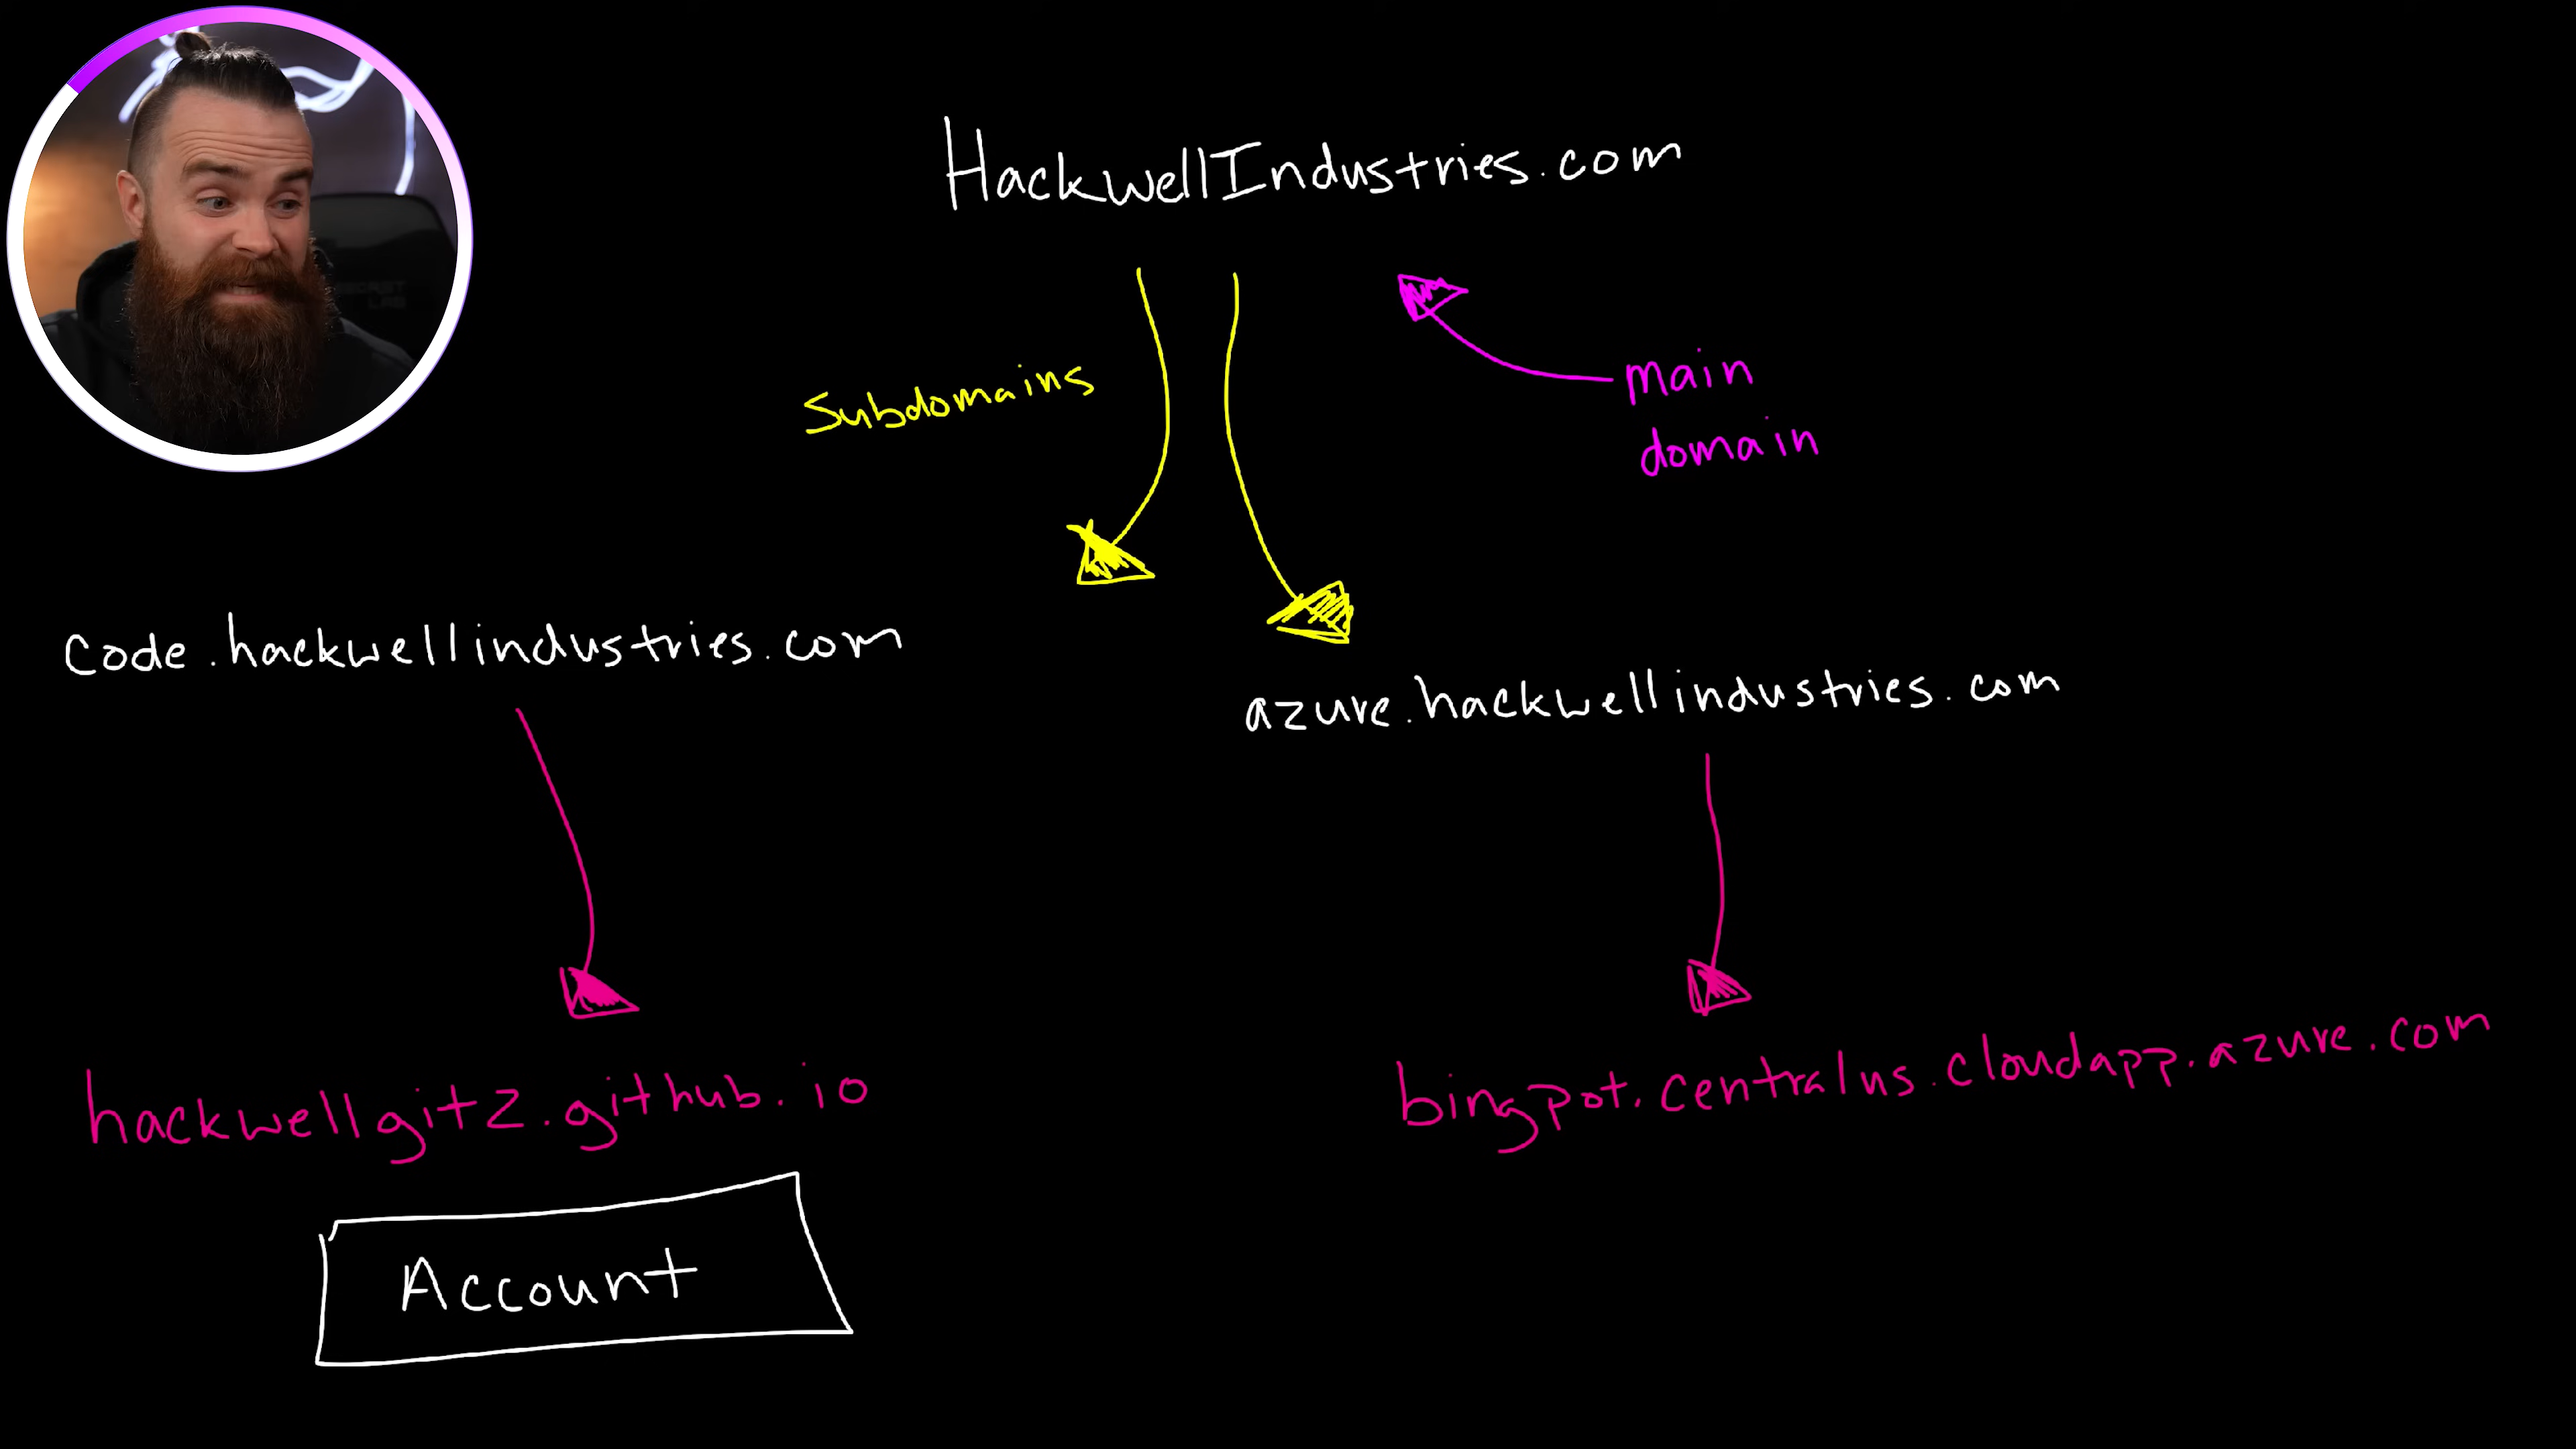 HackwellIndustries.com
Subdomains
main
domain
code.hackwellindustries.com
azure.hackwellindustries.com
hackwellgitz.github.io
bingpot.centralus.cloudapp.azure.com
Account